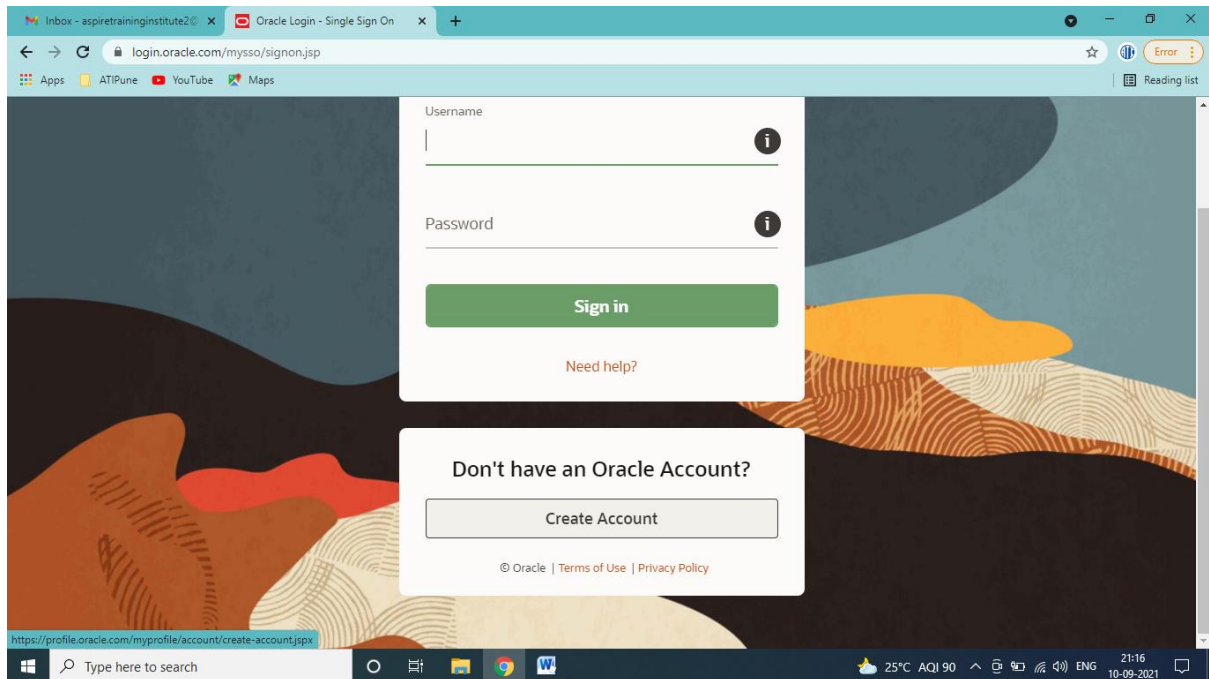 Inbox - aspiretraininginstitute2@
Oracle Login - Single Sign On
login.oracle.com/mysso/signon.jsp
Error
Apps
ATIPune
YouTube
Maps
Reading list
Username
Password
Sign in
Need help?
Don't have an Oracle Account?
Create Account
© Oracle | Terms of Use | Privacy Policy
https://profile.oracle.com/myprofile/account/create-account.jspx
Type here to search
25°C AQI 90
ENG
21:16
10-09-2021